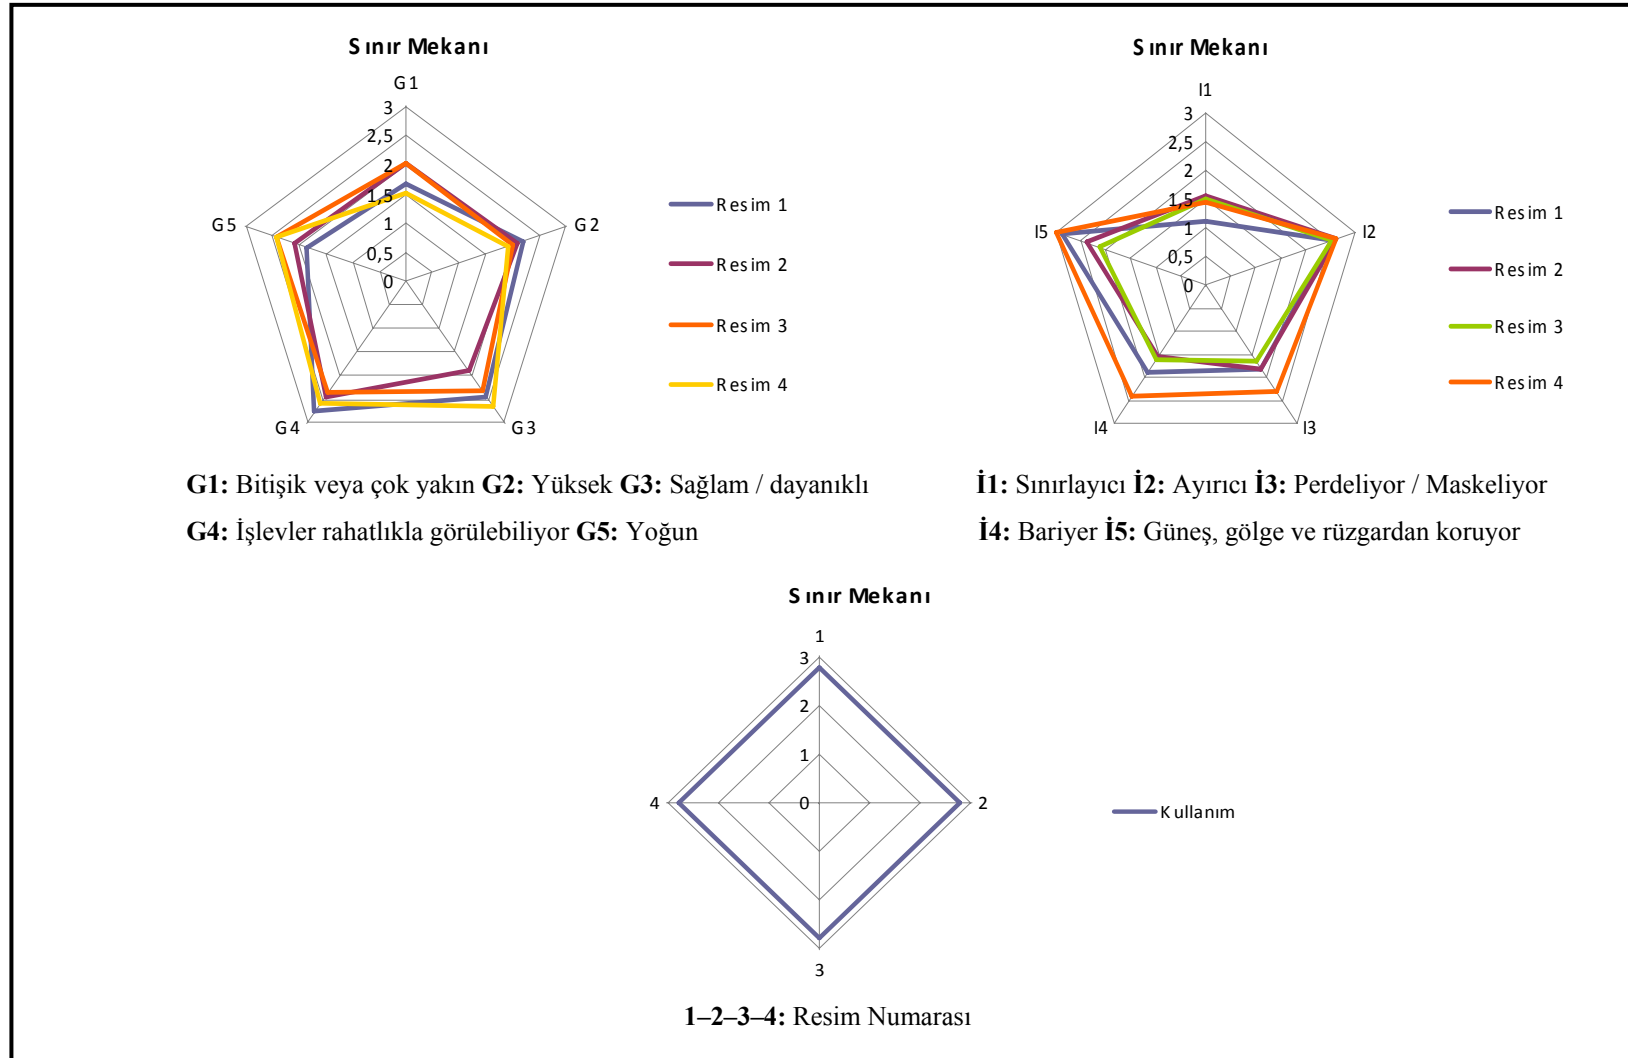 Sınır Mekanı
G1
3
2,5
2
1,5
1
0,5
0
G2
G3
G4
G5
Resim 1
Resim 2
Resim 3
Resim 4
G1: Bitişik veya çok yakın G2: Yüksek G3: Sağlam / dayanıklı
G4: İşlevler rahatlıkla görülebiliyor G5: Yoğun
Sınır Mekanı
I1
3
2,5
2
1,5
1
0,5
0
I2
I3
I4
I5
Resim 1
Resim 2
Resim 3
Resim 4
İ1: Sınırlayıcı İ2: Ayırıcı İ3: Perdeliyor / Maskeliyor
İ4: Bariyer İ5: Güneş, gölge ve rüzgardan koruyor
Sınır Mekanı
1
3
2
1
0
2
3
4
Kullanım
1–2–3–4: Resim Numarası